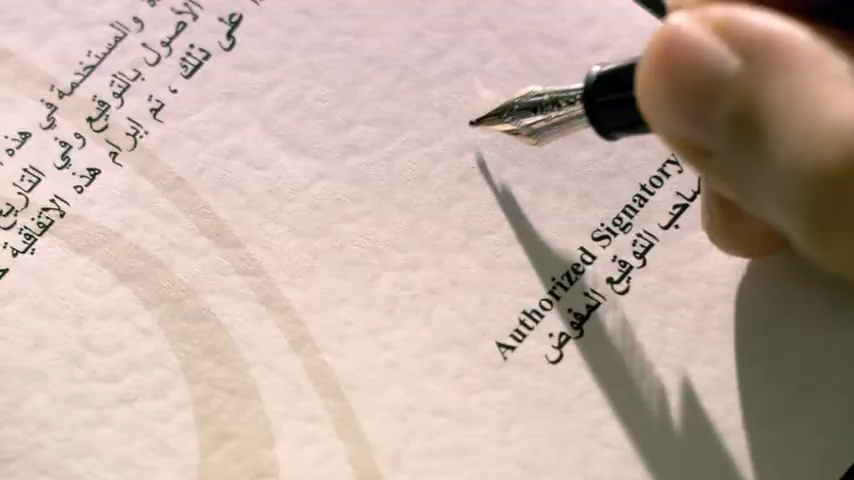 والمستخدمة في هذه
الأصول بالتوقيع وفي التاريخ
على ذلك ، تم إبرام هذه الاتفاقية
Authorized Signatory
صاحب التوقيع المفوض